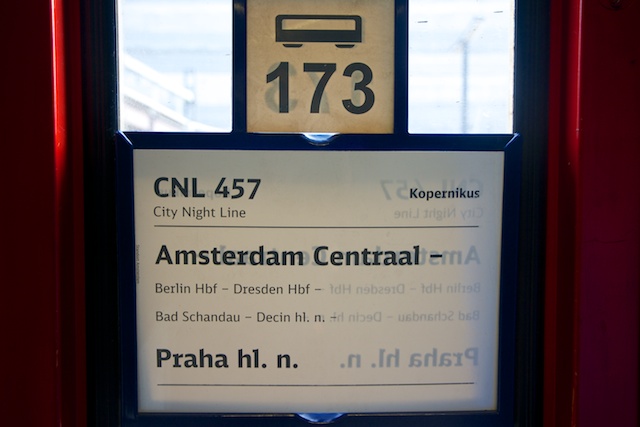 173
CNL 457 Kopernikus
City Night Line
Amsterdam Centraal –
Berlin Hbf – Dresden Hbf –
Bad Schandau – Decin hl. n. –
Praha hl. n.